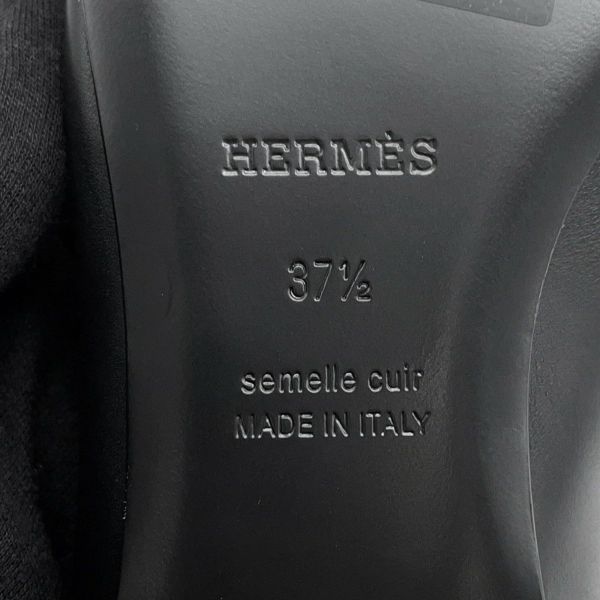 HERMÈS
37½
semelle cuir
MADE IN ITALY